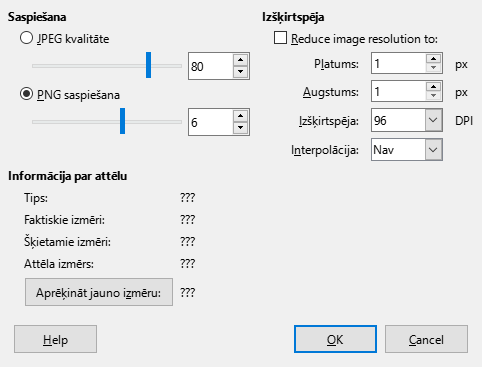 Saspiešana
JPEG kvalitāte
80
PNG saspiešana
6
Izšķirtspēja
Reduce image resolution to:
Platums: 1 px
Augstums: 1 px
Izšķirtspēja: 96 DPI
Interpolācija: Nav
Informācija par attēlu
Tips: ???
Faktiskie izmēri: ???
Šķietamie izmēri: ???
Attēla izmērs: ???
Aprēķināt jauno izmēru: ???
Help OK Cancel